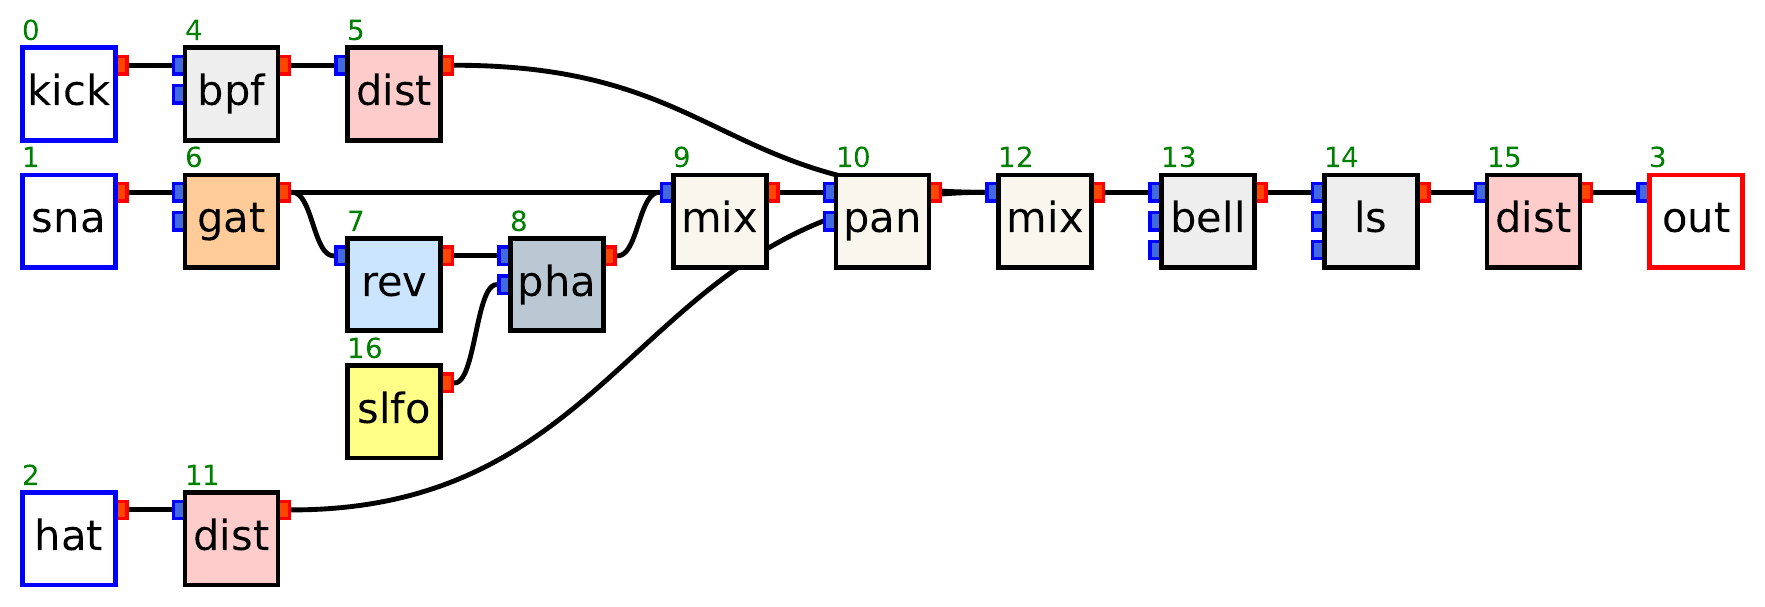 0
kick
4
bpf
5
dist
1
sna
6
gat
7
rev
8
pha
9
mix
10
pan
12
mix
13
bell
14
ls
15
dist
3
out
16
slfo
2
hat
11
dist